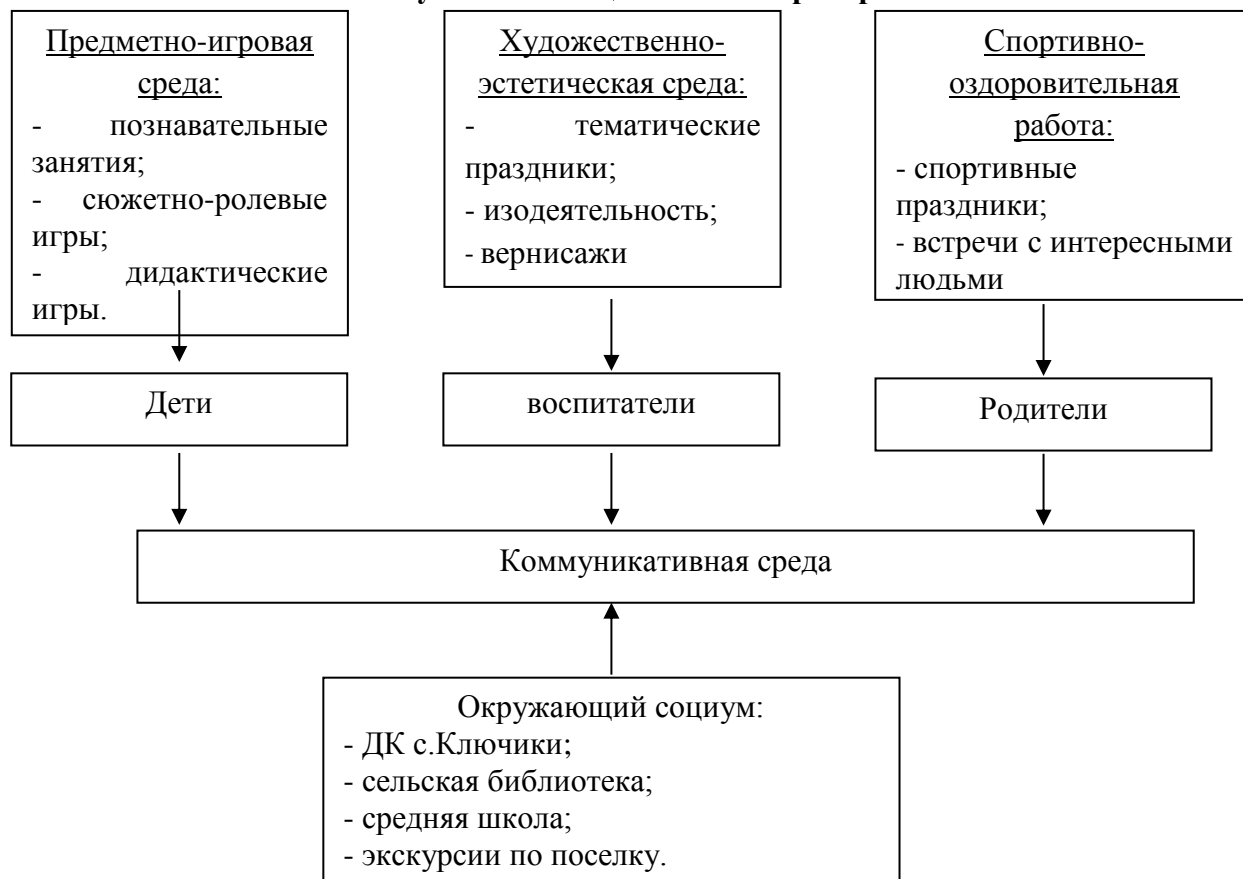 Предметно-игровая
среда:
- познавательные
занятия;
- сюжетно-ролевые
игры;
- дидактические
игры.
Художественно-
эстетическая среда:
- тематические
праздники;
- изодеятельность;
- вернисажи
Спортивно-
оздоровительная
работа:
- спортивные
праздники;
- встречи с интересными
людьми
Дети
воспитатели
Родители
Коммуникативная среда
Окружающий социум:
- ДК с.Ключики;
- сельская библиотека;
- средняя школа;
- экскурсии по поселку.